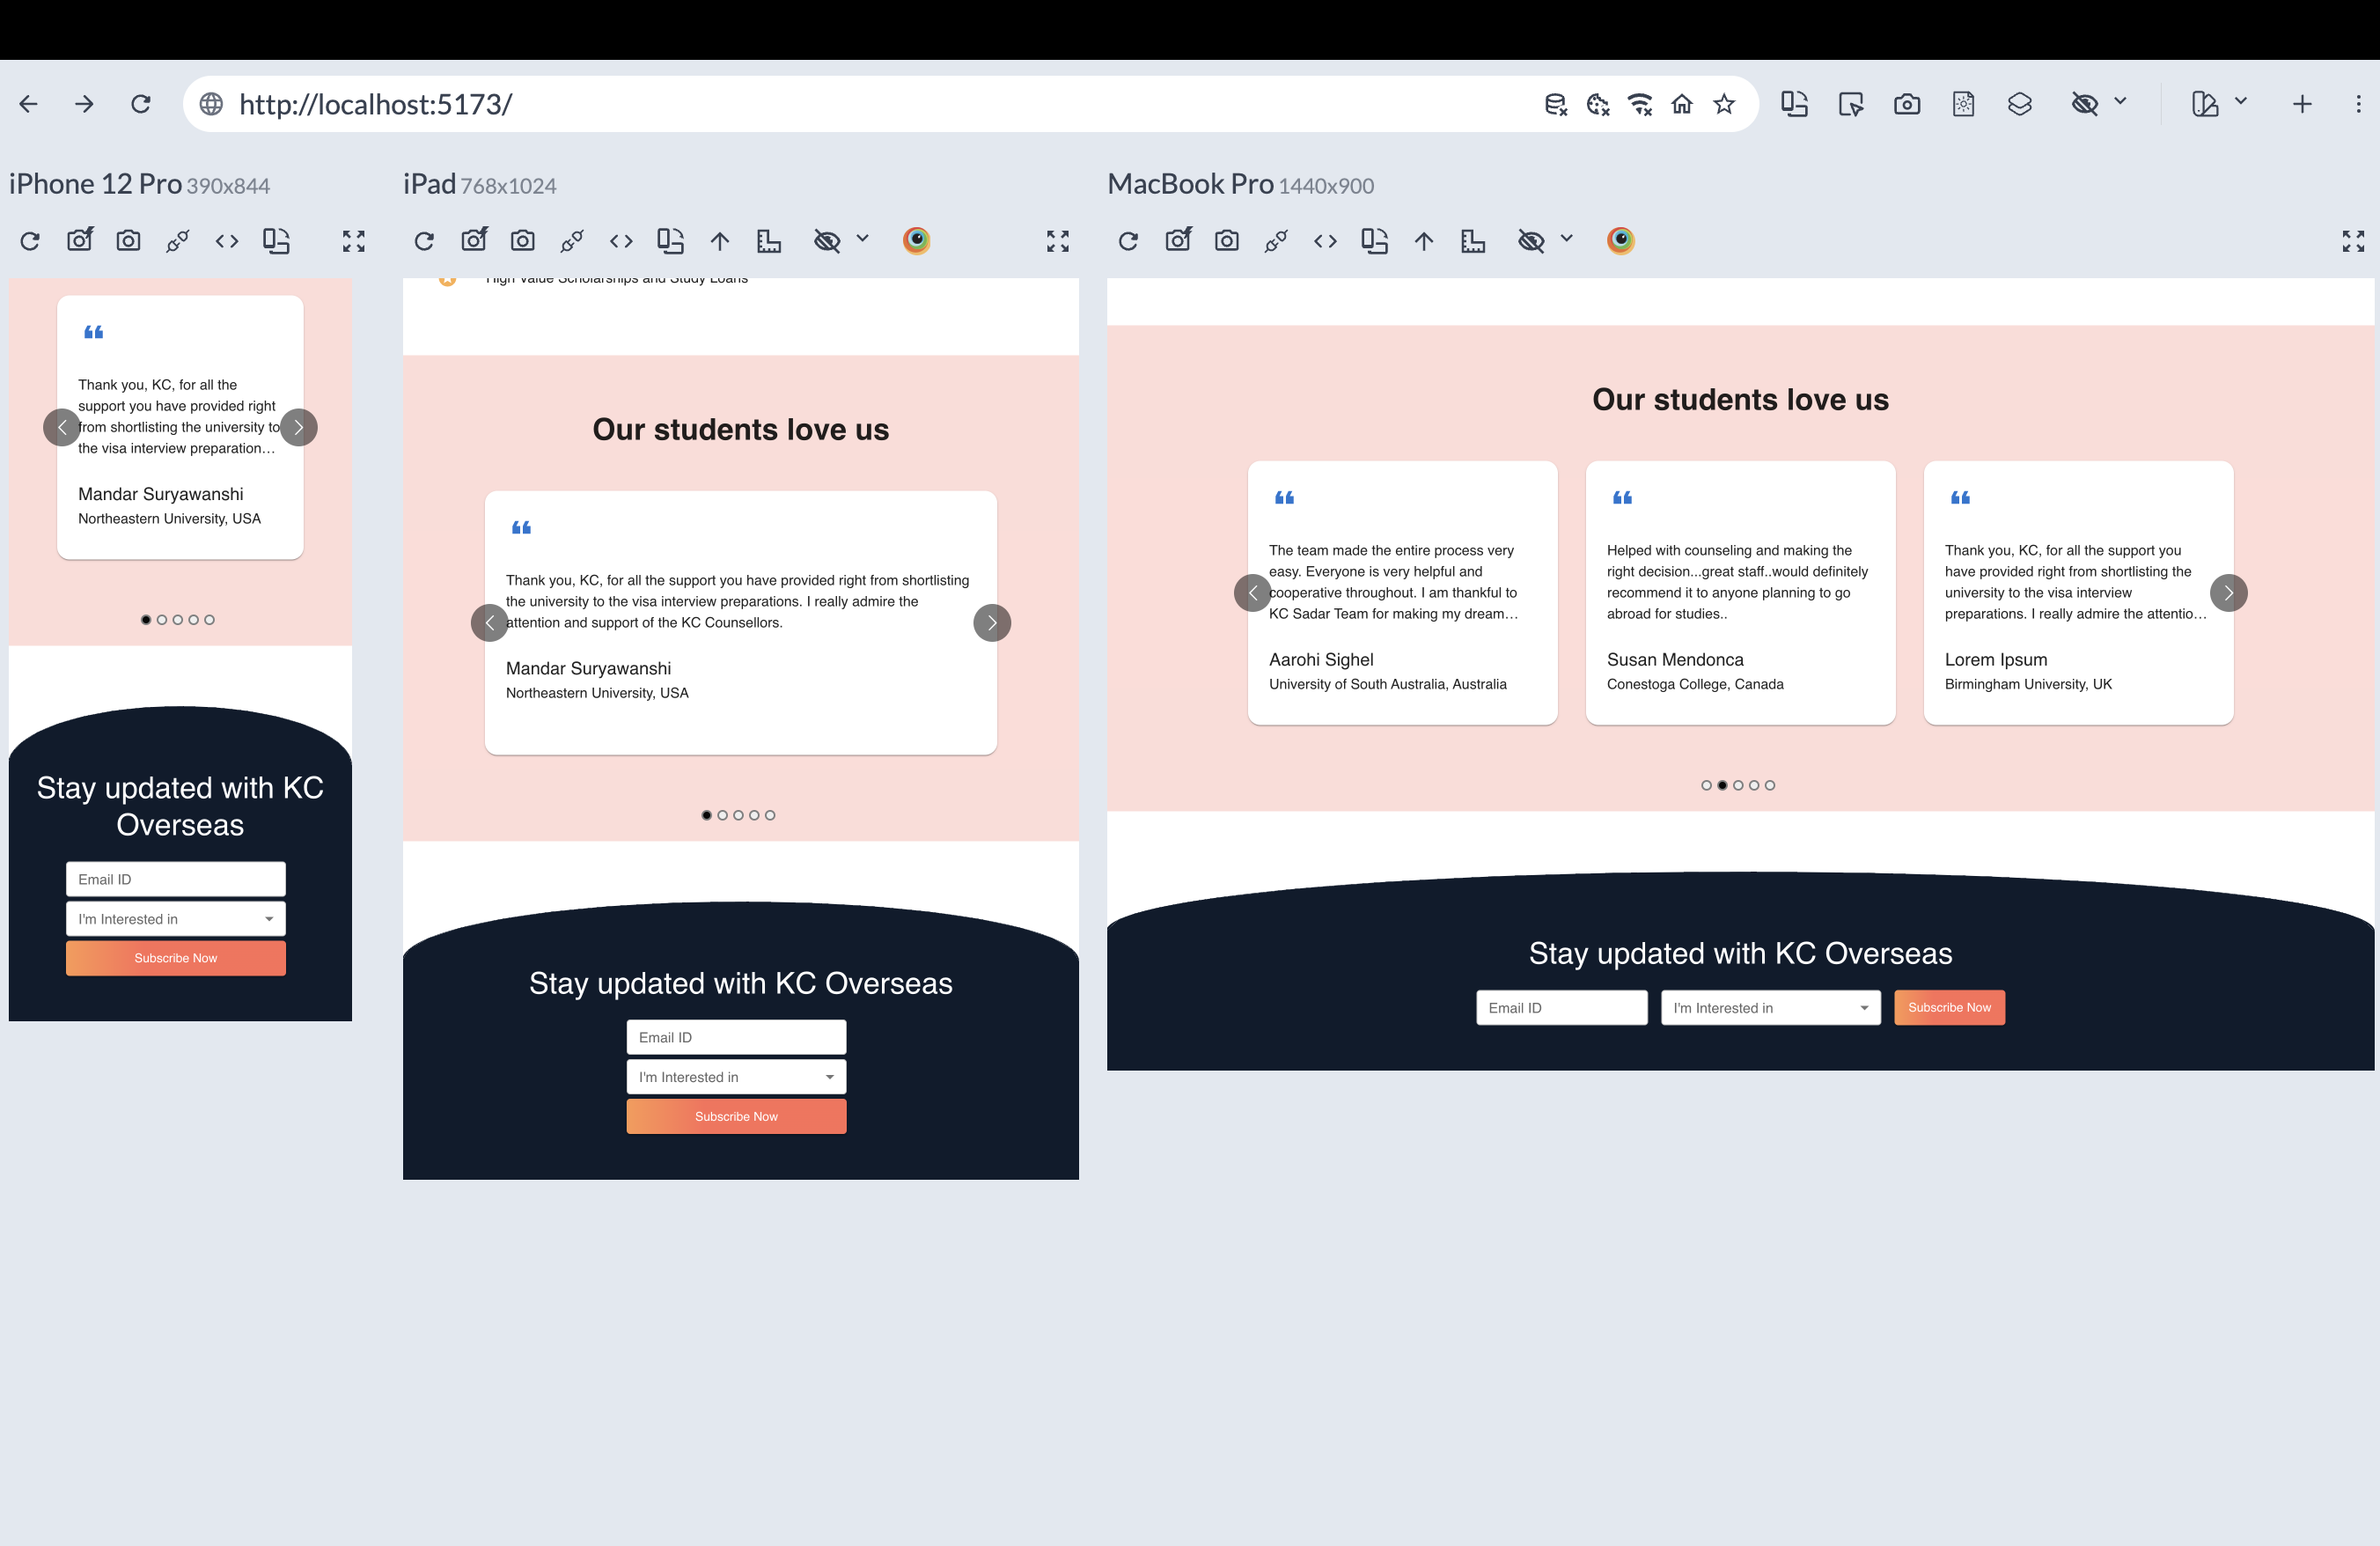 http://localhost:5173/
iPhone 12 Pro 390x844
iPad 768x1024
MacBook Pro 1440x900
“
Thank you, KC, for all the
support you have provided right
from shortlisting the university to
the visa interview preparation…
Mandar Suryawanshi
Northeastern University, USA
Stay updated with KC
Overseas
Email ID
I'm Interested in
Subscribe Now
High Value Scholarships and Study Loans
Our students love us
“
Thank you, KC, for all the support you have provided right from shortlisting
the university to the visa interview preparations. I really admire the
attention and support of the KC Counsellors.
Mandar Suryawanshi
Northeastern University, USA
Stay updated with KC Overseas
Email ID
I'm Interested in
Subscribe Now
Our students love us
“
The team made the entire process very
easy. Everyone is very helpful and
cooperative throughout. I am thankful to
KC Sadar Team for making my dream…
Aarohi Sighel
University of South Australia, Australia
“
Helped with counseling and making the
right decision...great staff..would definitely
recommend it to anyone planning to go
abroad for studies..
Susan Mendonca
Conestoga College, Canada
“
Thank you, KC, for all the support you
have provided right from shortlisting the
university to the visa interview
preparations. I really admire the attentio…
Lorem Ipsum
Birmingham University, UK
Stay updated with KC Overseas
Email ID
I'm Interested in
Subscribe Now